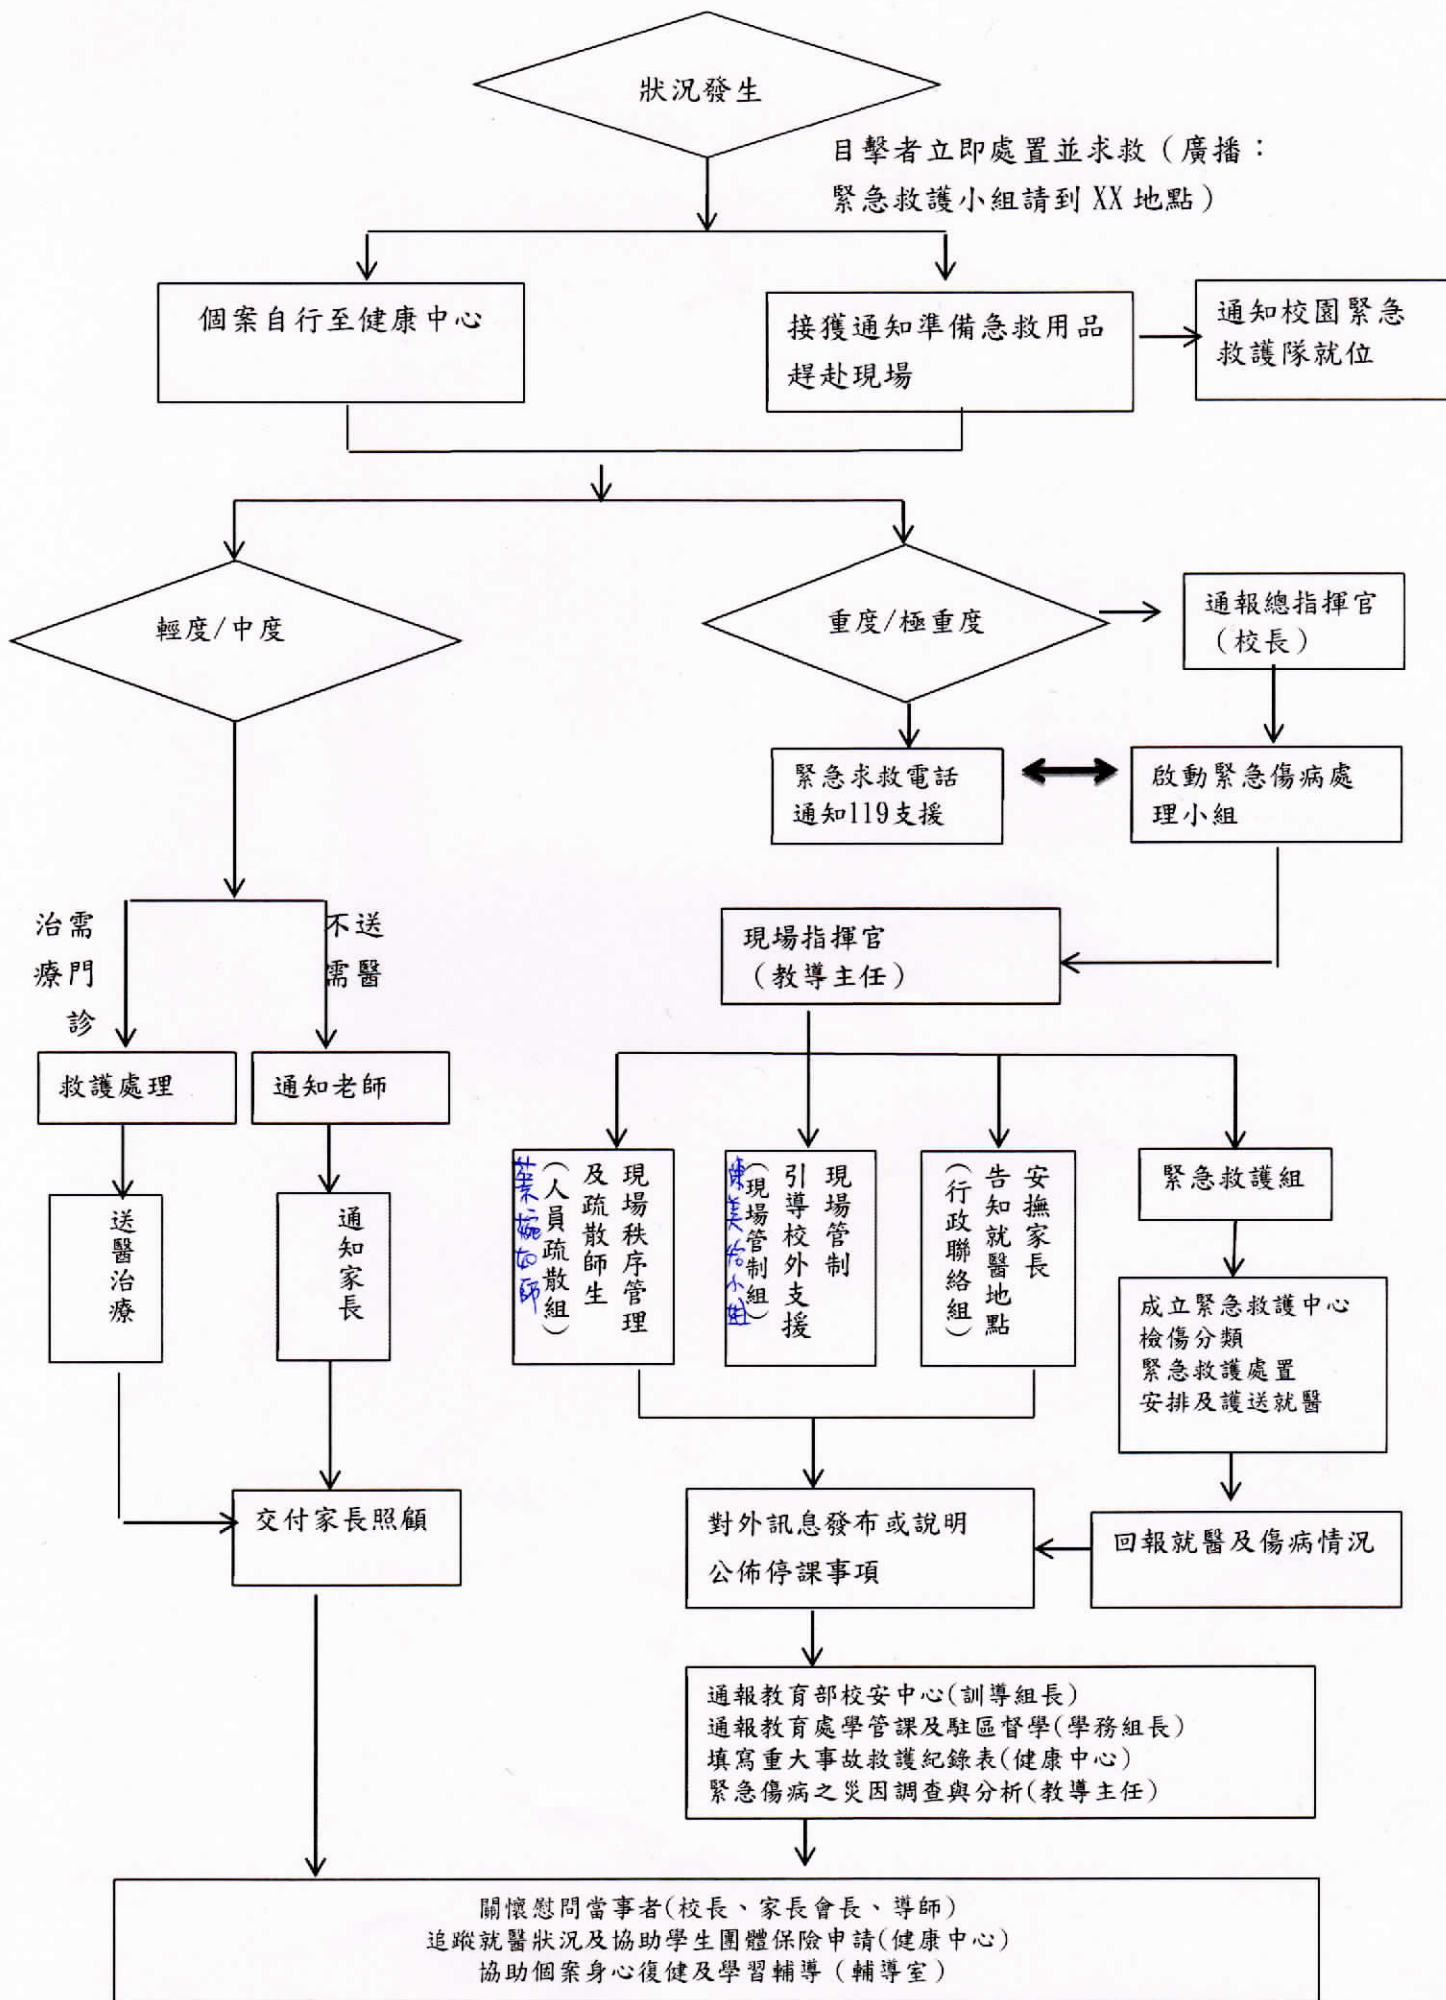 狀況發生
目擊者立即處置並求救（廣播：
緊急救護小組請到 XX 地點）
個案自行至健康中心
接獲通知準備急救用品
趕赴現場
通知校園緊急
救護隊就位
輕度/中度
重度/極重度
通報總指揮官
（校長）
緊急求救電話
通知119支援
啟動緊急傷病處
理小組
需門診
治療
送醫
不需
現場指揮官
（教導主任）
救護處理
通知老師
送醫治療
通知家長
現場秩序管理
及疏散師生
（人員疏散組）
現場管制
引導校外支援
（現場管制組）
安撫家長
告知就醫地點
（行政聯絡組）
緊急救護組
成立緊急救護中心
檢傷分類
緊急救護處置
安排及護送就醫
交付家長照顧
對外訊息發布或說明
公佈停課事項
回報就醫及傷病情況
通報教育部校安中心(訓導組長)
通報教育處學管課及駐區督學(學務組長)
填寫重大事故救護紀錄表(健康中心)
緊急傷病之災因調查與分析(教導主任)
關懷慰問當事者(校長、家長會長、導師)
追蹤就醫狀況及協助學生團體保險申請(健康中心)
協助個案身心復健及學習輔導（輔導室）